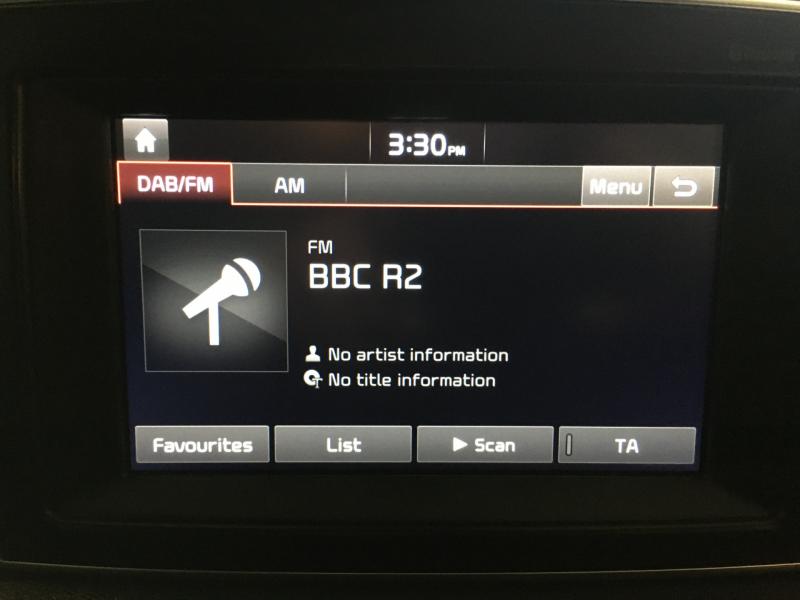 3:30PM
DAB/FM AM Menu
FM
BBC R2
No artist information
No title information
Favourites List Scan TA